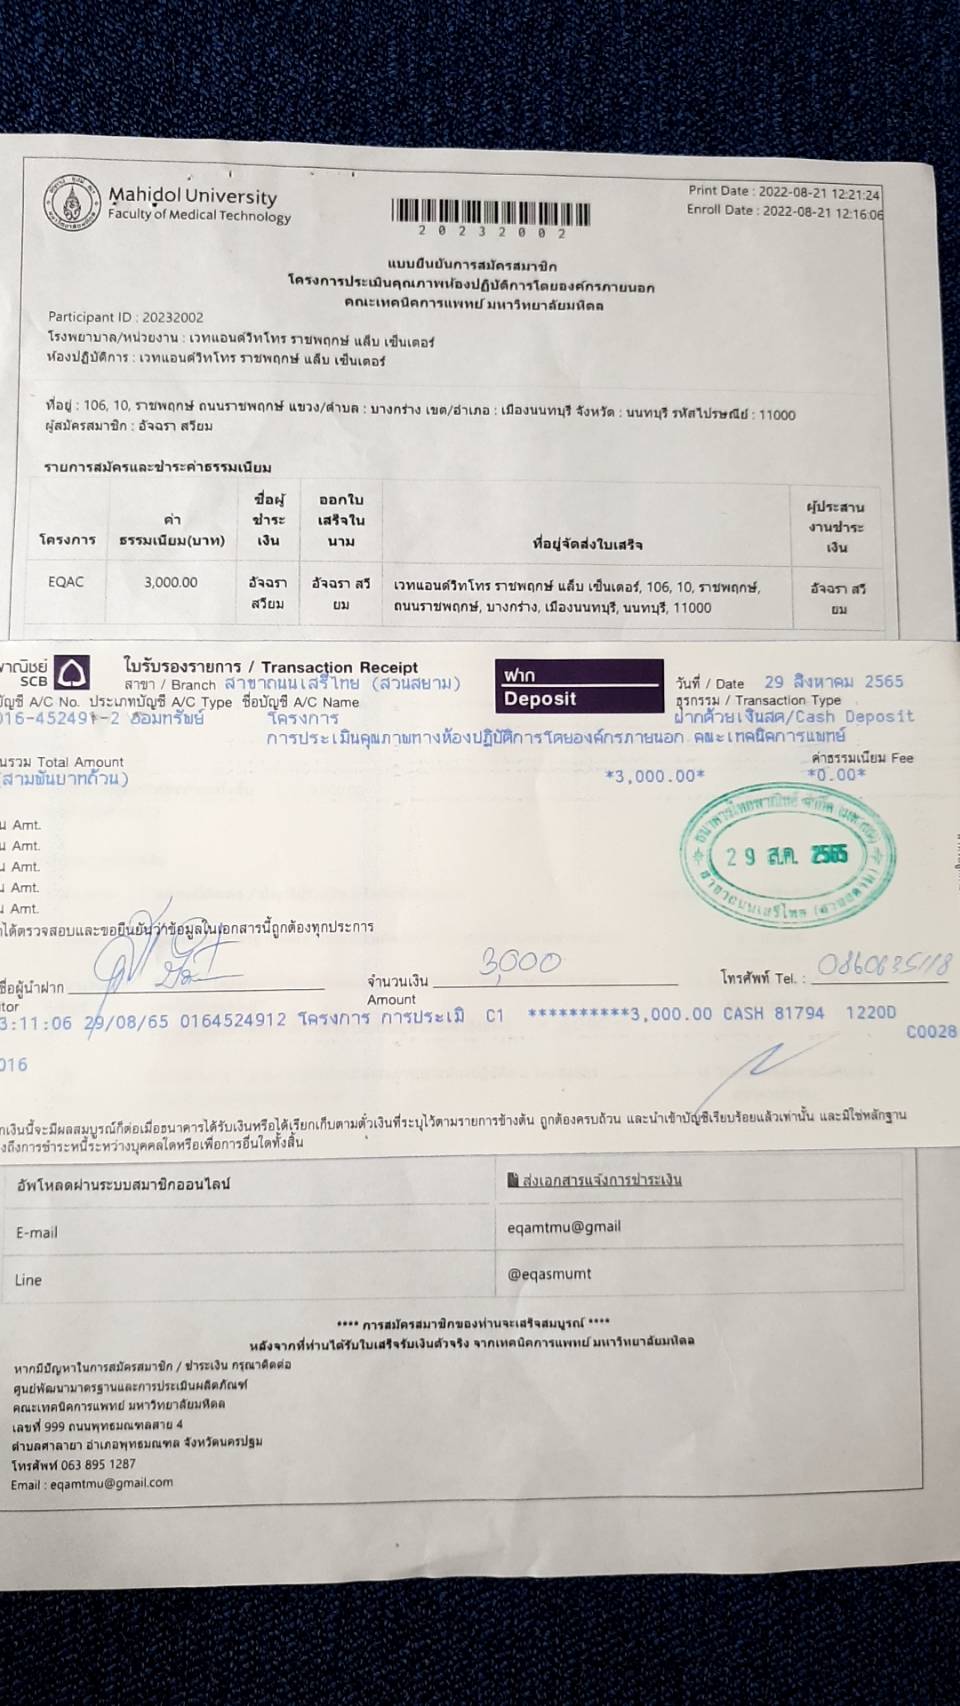 Mahidol University
Faculty of Medical Technology
20232002
Print Date : 2022-08-21 12:21:24
Enroll Date : 2022-08-21 12:16:06
แบบยืนยันการสมัครสมาชิก
โครงการประเมินคุณภาพห้องปฏิบัติการโดยองค์กรภายนอก
คณะเทคนิคการแพทย์ มหาวิทยาลัยมหิดล
Participant ID : 20232002
โรงพยาบาล/หน่วยงาน : เวทแอนด์วิทโทร ราชพฤกษ์ แล็บ เซ็นเตอร์
ห้องปฏิบัติการ : เวทแอนด์วิทโทร ราชพฤกษ์ แล็บ เซ็นเตอร์
ที่อยู่ : 106, 10, ราชพฤกษ์ ถนนราชพฤกษ์ แขวง/ตำบล : บางกร่าง เขต/อำเภอ : เมืองนนทบุรี จังหวัด : นนทบุรี รหัสไปรษณีย์ : 11000
ผู้สมัครสมาชิก : อัจฉรา สวียม
รายการสมัครและชำระค่าธรรมเนียม
โครงการ
ค่า
ธรรมเนียม(บาท)
ชื่อผู้
ชำระ
เงิน
ออกใบ
เสร็จใน
นาม
ที่อยู่จัดส่งใบเสร็จ
ผู้ประสาน
งานชำระ
เงิน
EQAC
3,000.00
อัจฉรา
สวียม
อัจฉรา สวี
ยม
เวทแอนด์วิทโทร ราชพฤกษ์ แล็บ เซ็นเตอร์, 106, 10, ราชพฤกษ์,
ถนนราชพฤกษ์, บางกร่าง, เมืองนนทบุรี, นนทบุรี, 11000
อัจฉรา สวี
ยม
าณิชย์
SCB
ใบรับรองรายการ / Transaction Receipt
สาขา / Branch สาขาถนนเสรีไทย (สวนสยาม)
ฝาก
Deposit
วันที่ / Date 29 สิงหาคม 2565
ธุรกรรม / Transaction Type
ฝากด้วยเงินสด/Cash Deposit
บัญชี A/C No. ประเภทบัญชี A/C Type ชื่อบัญชี A/C Name
016-452491-2 ออมทรัพย์ โครงการ
การประเมินคุณภาพทางห้องปฏิบัติการโดยองค์กรภายนอก คณะเทคนิคการแพทย์
นรวม Total Amount
ค่าธรรมเนียม Fee
(สามพันบาทถ้วน) *3,000.00* *0.00*
น Amt.
น Amt.
น Amt.
น Amt.
น Amt.
29 ส.ค. 2565
าได้ตรวจสอบและขอยืนยันว่าข้อมูลในเอกสารนี้ถูกต้องทุกประการ
ชื่อผู้นำฝาก
จำนวนเงิน 3,000
Amount
โทรศัพท์ Tel. : 0860635118
itor
3:11:06 29/08/65 0164524912 โครงการ การประเมิ C1 **********3,000.00 CASH 81794 1220D
C0028
016
กเงินนี้จะมีผลสมบูรณ์ก็ต่อเมื่อธนาคารได้รับเงินหรือได้เรียกเก็บตามตั๋วเงินที่ระบุไว้ตามรายการข้างต้น ถูกต้องครบถ้วน และนำเข้าบัญชีเรียบร้อยแล้วเท่านั้น และมิใช่หลักฐาน
งถึงการชำระหนี้ระหว่างบุคคลใดหรือเพื่อการอื่นใดทั้งสิ้น
อัพโหลดผ่านระบบสมาชิกออนไลน์
ส่งเอกสารแจ้งการชำระเงิน
E-mail
eqamtmu@gmail
Line
@eqasmumt
**** การสมัครสมาชิกของท่านจะเสร็จสมบูรณ์ ****
หลังจากที่ท่านได้รับใบเสร็จรับเงินตัวจริง จากเทคนิคการแพทย์ มหาวิทยาลัยมหิดล
หากมีปัญหาในการสมัครสมาชิก / ชำระเงิน กรุณาติดต่อ
ศูนย์พัฒนามาตรฐานและการประเมินผลิตภัณฑ์
คณะเทคนิคการแพทย์ มหาวิทยาลัยมหิดล
เลขที่ 999 ถนนพุทธมณฑลสาย 4
ตำบลศาลายา อำเภอพุทธมณฑล จังหวัดนครปฐม
โทรศัพท์ 063 895 1287
Email : eqamtmu@gmail.com